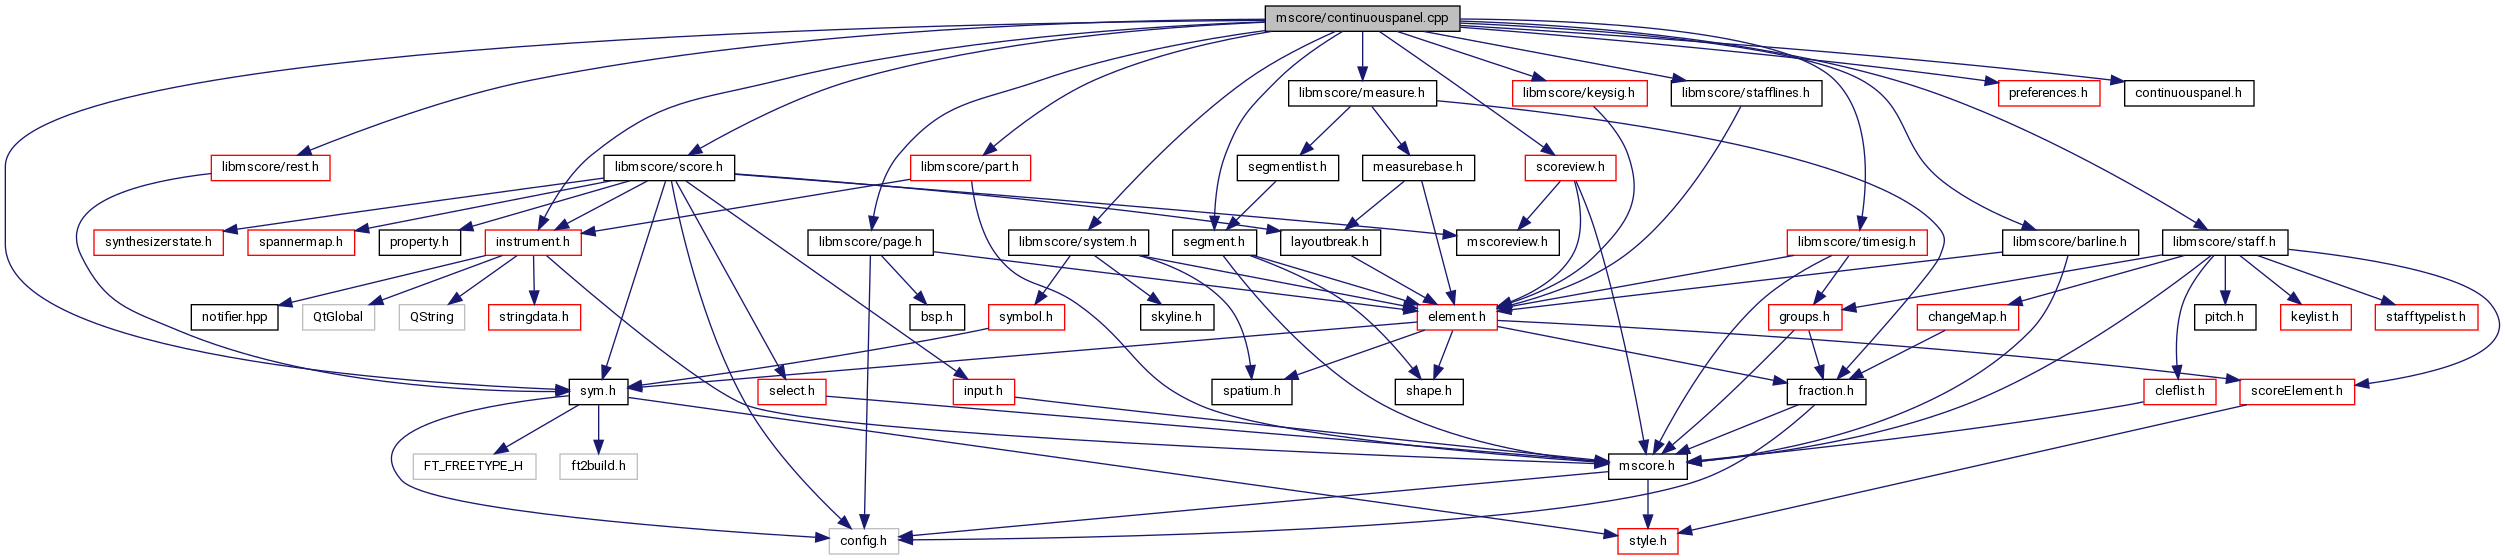 mscore/continuouspanel.cpp
libmscore/measure.h
libmscore/keysig.h
libmscore/stafflines.h
preferences.h
continuouspanel.h
libmscore/rest.h
libmscore/score.h
libmscore/part.h
segmentlist.h
measurebase.h
scoreview.h
synthesizerstate.h
spannermap.h
property.h
instrument.h
libmscore/page.h
libmscore/system.h
segment.h
layoutbreak.h
mscoreview.h
libmscore/timesig.h
libmscore/barline.h
libmscore/staff.h
notifier.hpp
QtGlobal
QString
stringdata.h
bsp.h
symbol.h
skyline.h
element.h
groups.h
changeMap.h
pitch.h
keylist.h
stafftypelist.h
sym.h
select.h
input.h
spatium.h
shape.h
fraction.h
cleflist.h
scoreElement.h
FT_FREETYPE_H
ft2build.h
mscore.h
config.h
style.h